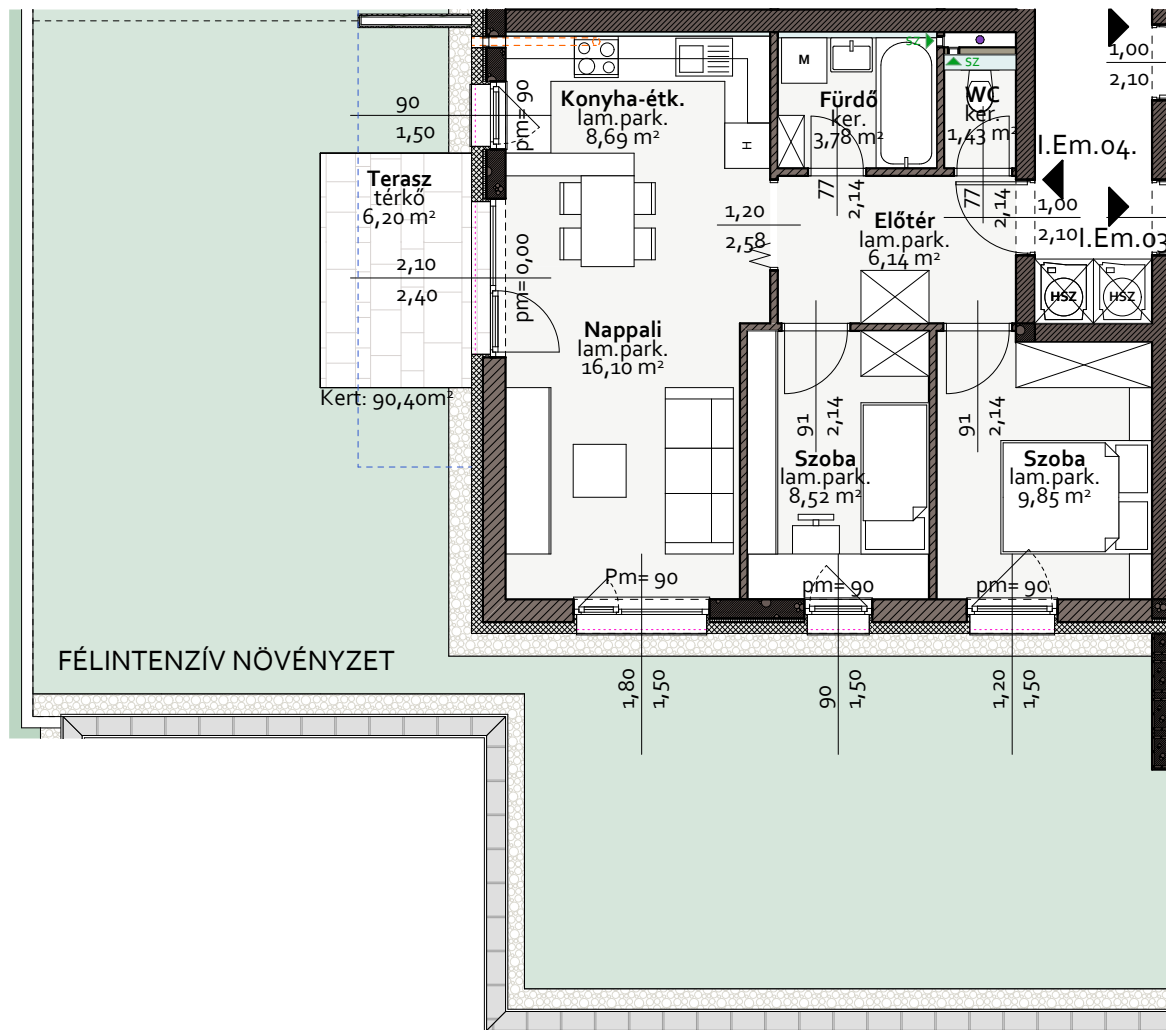 1,00
2,10
Konyha-étk.
lam.park.
8,69 m²
pm= 90
90
1,50
M
Fürdő
ker.
3,78 m²
SZ
SZ
WC
ker.
1,43 m²
H
I.Em.04.
Terasz
térkő
6,20 m²
77
2,14
77
2,14
1,20
2,58
Előtér
lam.park.
6,14 m²
1,00
2,10
I.Em.03
2,10
2,40
pm= 0,00
HSZ
HSZ
Nappali
lam.park.
16,10 m²
Kert: 90,40m²
91
2,14
91
2,14
Szoba
lam.park.
8,52 m²
Szoba
lam.park.
9,85 m²
Pm= 90
pm= 90
pm= 90
FÉLINTENZÍV NÖVÉNYZET
1,80
1,50
90
1,50
1,20
1,50